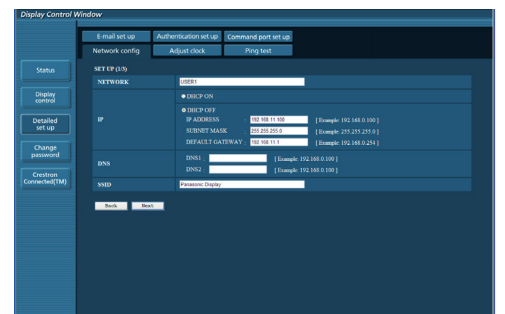 Display Control Window
E-mail set up
Authentication set up
Command port set up
Network config
Adjust clock
Ping test
Status
Display control
Detailed set up
Change password
Crestron Connected(TM)
SET UP (1/3)
NETWORK USER1
IP
DHCP ON
DHCP OFF
IP ADDRESS : 192.168.11.100 [ Example: 192.168.0.100 ]
SUBNET MASK : 255.255.255.0 [ Example: 255.255.255.0 ]
DEFAULT GATEWAY : 192.168.11.1 [ Example: 192.168.0.254 ]
DNS
DNS1 : [ Example: 192.168.0.100 ]
DNS2 : [ Example: 192.168.0.100 ]
SSID Panasonic Display
Back Next